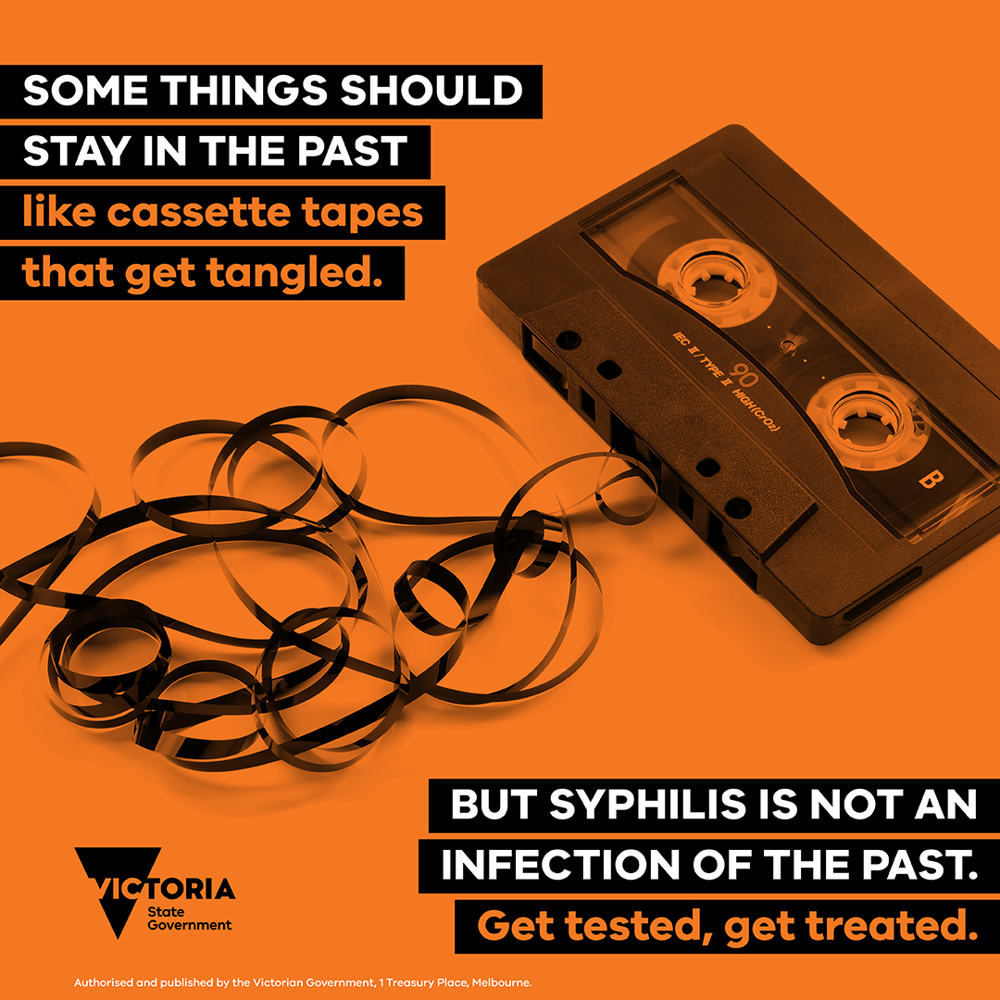 SOME THINGS SHOULD
STAY IN THE PAST
like cassette tapes
that get tangled.
IEC II / TYPE II
90
HIGH (CrO2)
B
BUT SYPHILIS IS NOT AN
INFECTION OF THE PAST.
Get tested, get treated.
VICTORIA
State
Government
Authorised and published by the Victorian Government, 1 Treasury Place, Melbourne.